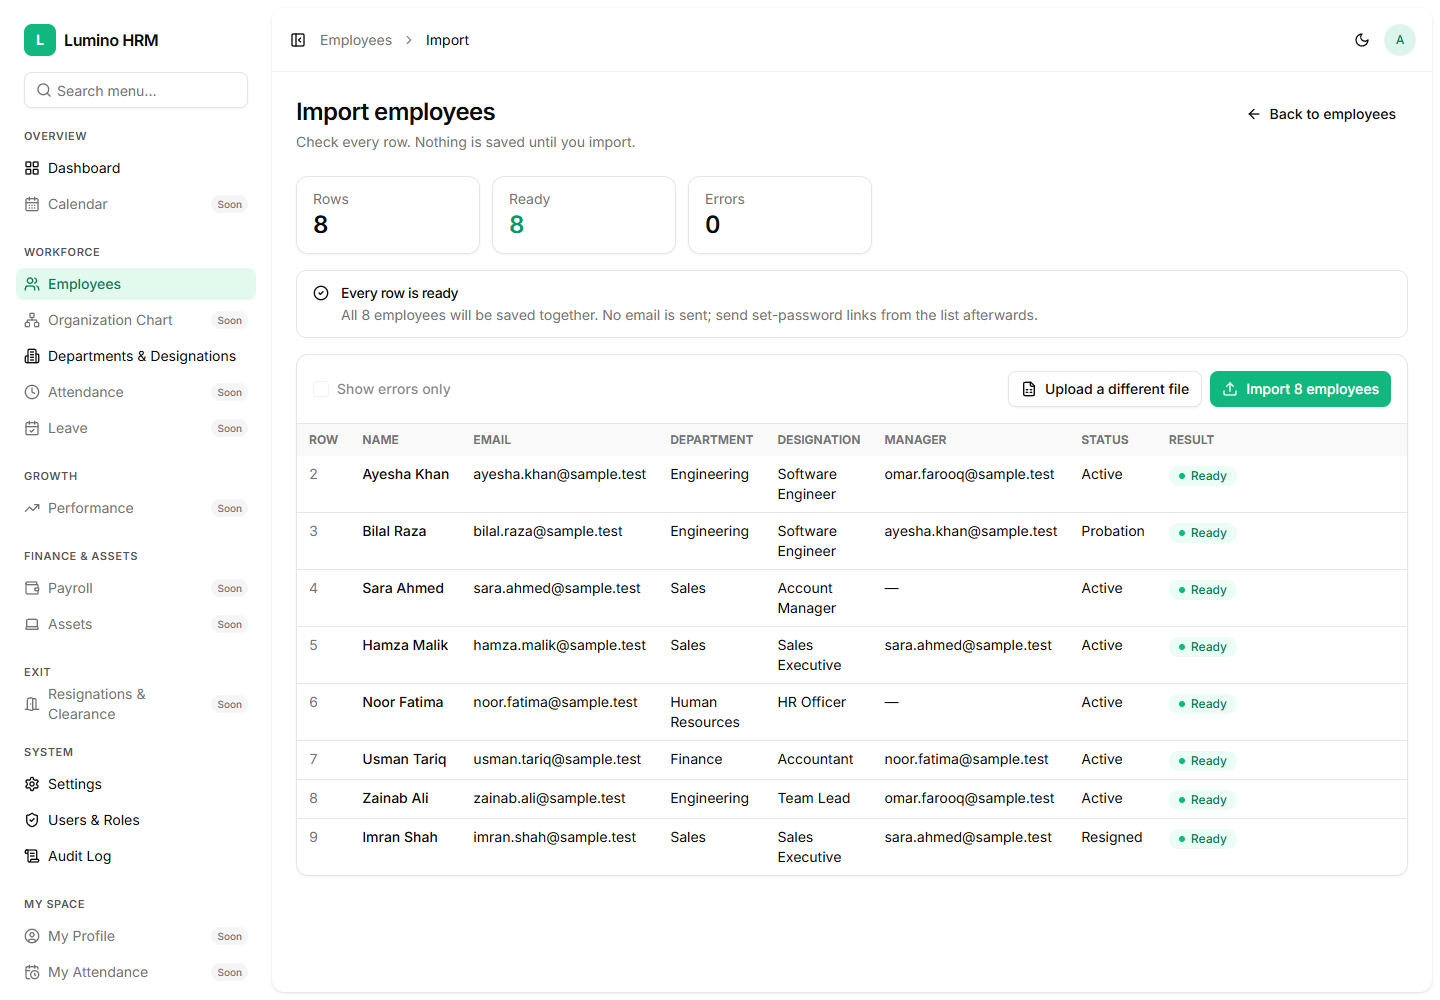 L
Lumino HRM
Search menu...
OVERVIEW
Dashboard
Calendar Soon
WORKFORCE
Employees
Organization Chart Soon
Departments & Designations
Attendance Soon
Leave Soon
GROWTH
Performance Soon
FINANCE & ASSETS
Payroll Soon
Assets Soon
EXIT
Resignations &
Clearance Soon
SYSTEM
Settings
Users & Roles
Audit Log
MY SPACE
My Profile Soon
My Attendance Soon
Employees > Import
A
Import employees
Back to employees
Check every row. Nothing is saved until you import.
Rows
8
Ready
8
Errors
0
Every row is ready
All 8 employees will be saved together. No email is sent; send set-password links from the list afterwards.
Show errors only
Upload a different file
Import 8 employees
ROW NAME EMAIL DEPARTMENT DESIGNATION MANAGER STATUS RESULT
2 Ayesha Khan ayesha.khan@sample.test Engineering Software Engineer omar.farooq@sample.test Active Ready
3 Bilal Raza bilal.raza@sample.test Engineering Software Engineer ayesha.khan@sample.test Probation Ready
4 Sara Ahmed sara.ahmed@sample.test Sales Account Manager — Active Ready
5 Hamza Malik hamza.malik@sample.test Sales Sales Executive sara.ahmed@sample.test Active Ready
6 Noor Fatima noor.fatima@sample.test Human Resources HR Officer — Active Ready
7 Usman Tariq usman.tariq@sample.test Finance Accountant noor.fatima@sample.test Active Ready
8 Zainab Ali zainab.ali@sample.test Engineering Team Lead omar.farooq@sample.test Active Ready
9 Imran Shah imran.shah@sample.test Sales Sales Executive sara.ahmed@sample.test Resigned Ready